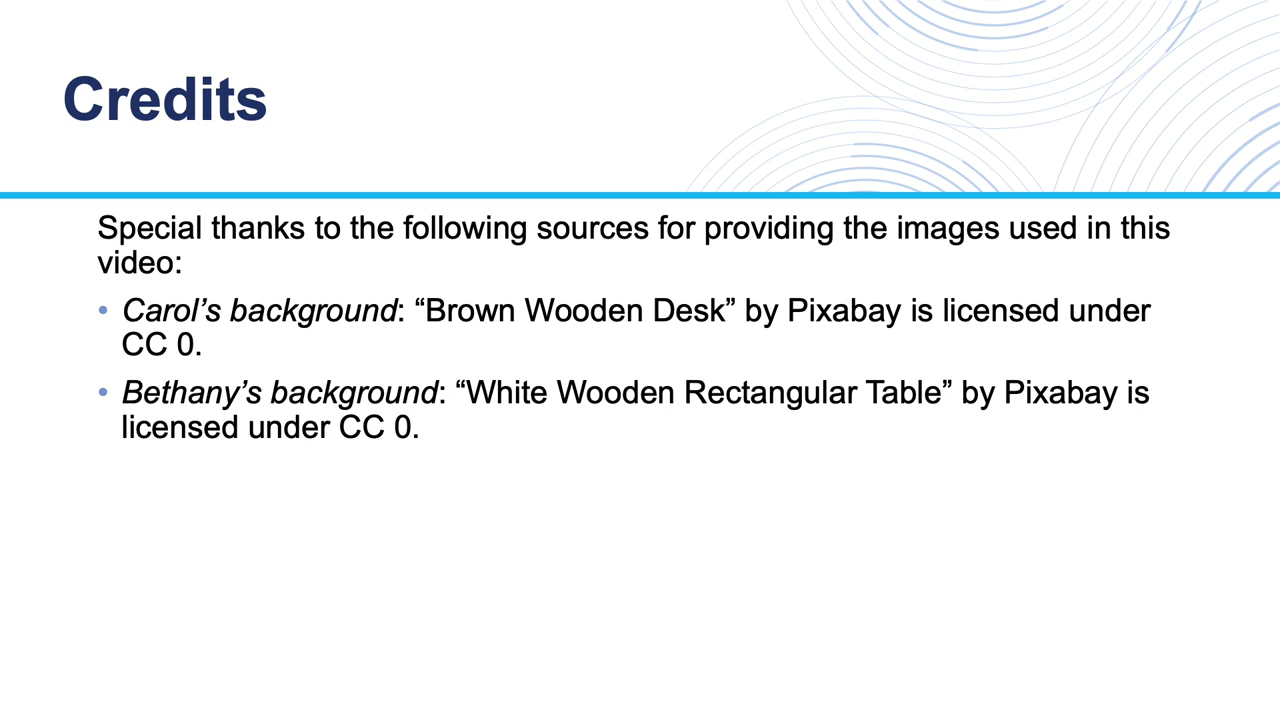 Credits
Special thanks to the following sources for providing the images used in this
video:
• Carol’s background: “Brown Wooden Desk” by Pixabay is licensed under
CC 0.
• Bethany’s background: “White Wooden Rectangular Table” by Pixabay is
licensed under CC 0.